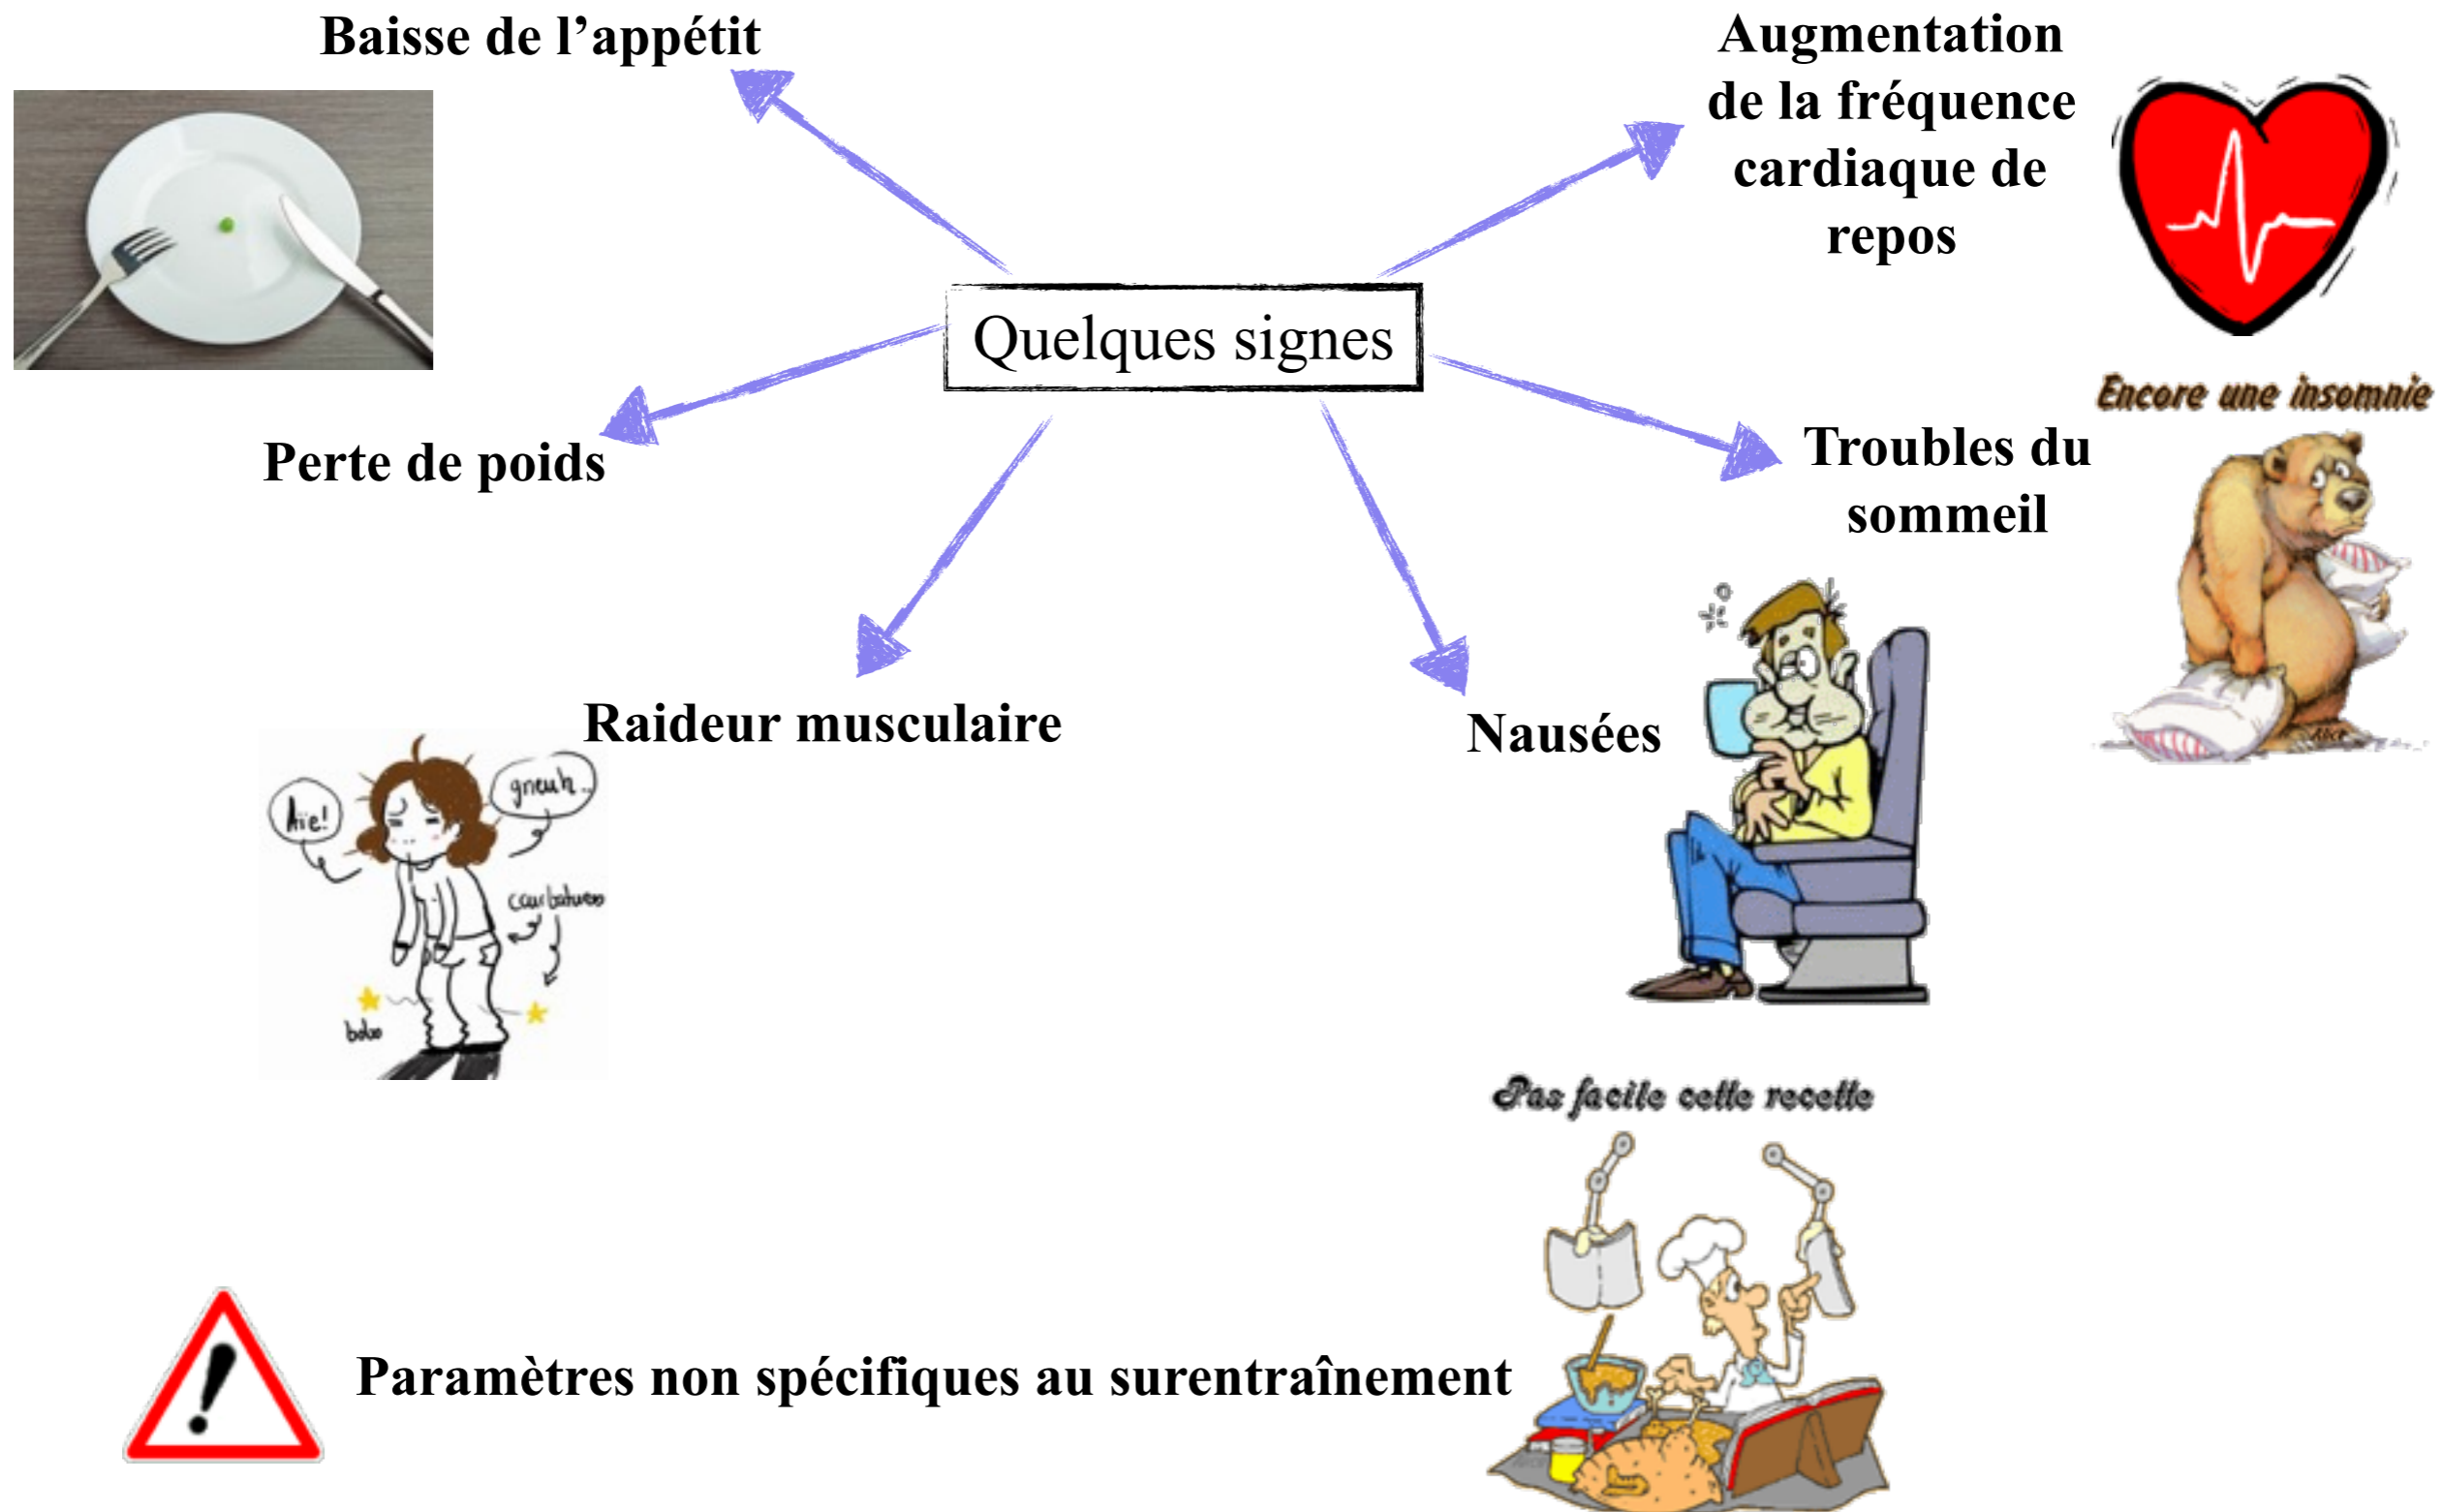 Baisse de l’appétit
Augmentation
de la fréquence
cardiaque de
repos
Quelques signes
Encore une insomnie
Perte de poids
Troubles du
sommeil
Raideur musculaire
Nausées
Aïe!
gneuh..
courbatures
bobo
Pas facile cette recette
Paramètres non spécifiques au surentraînement